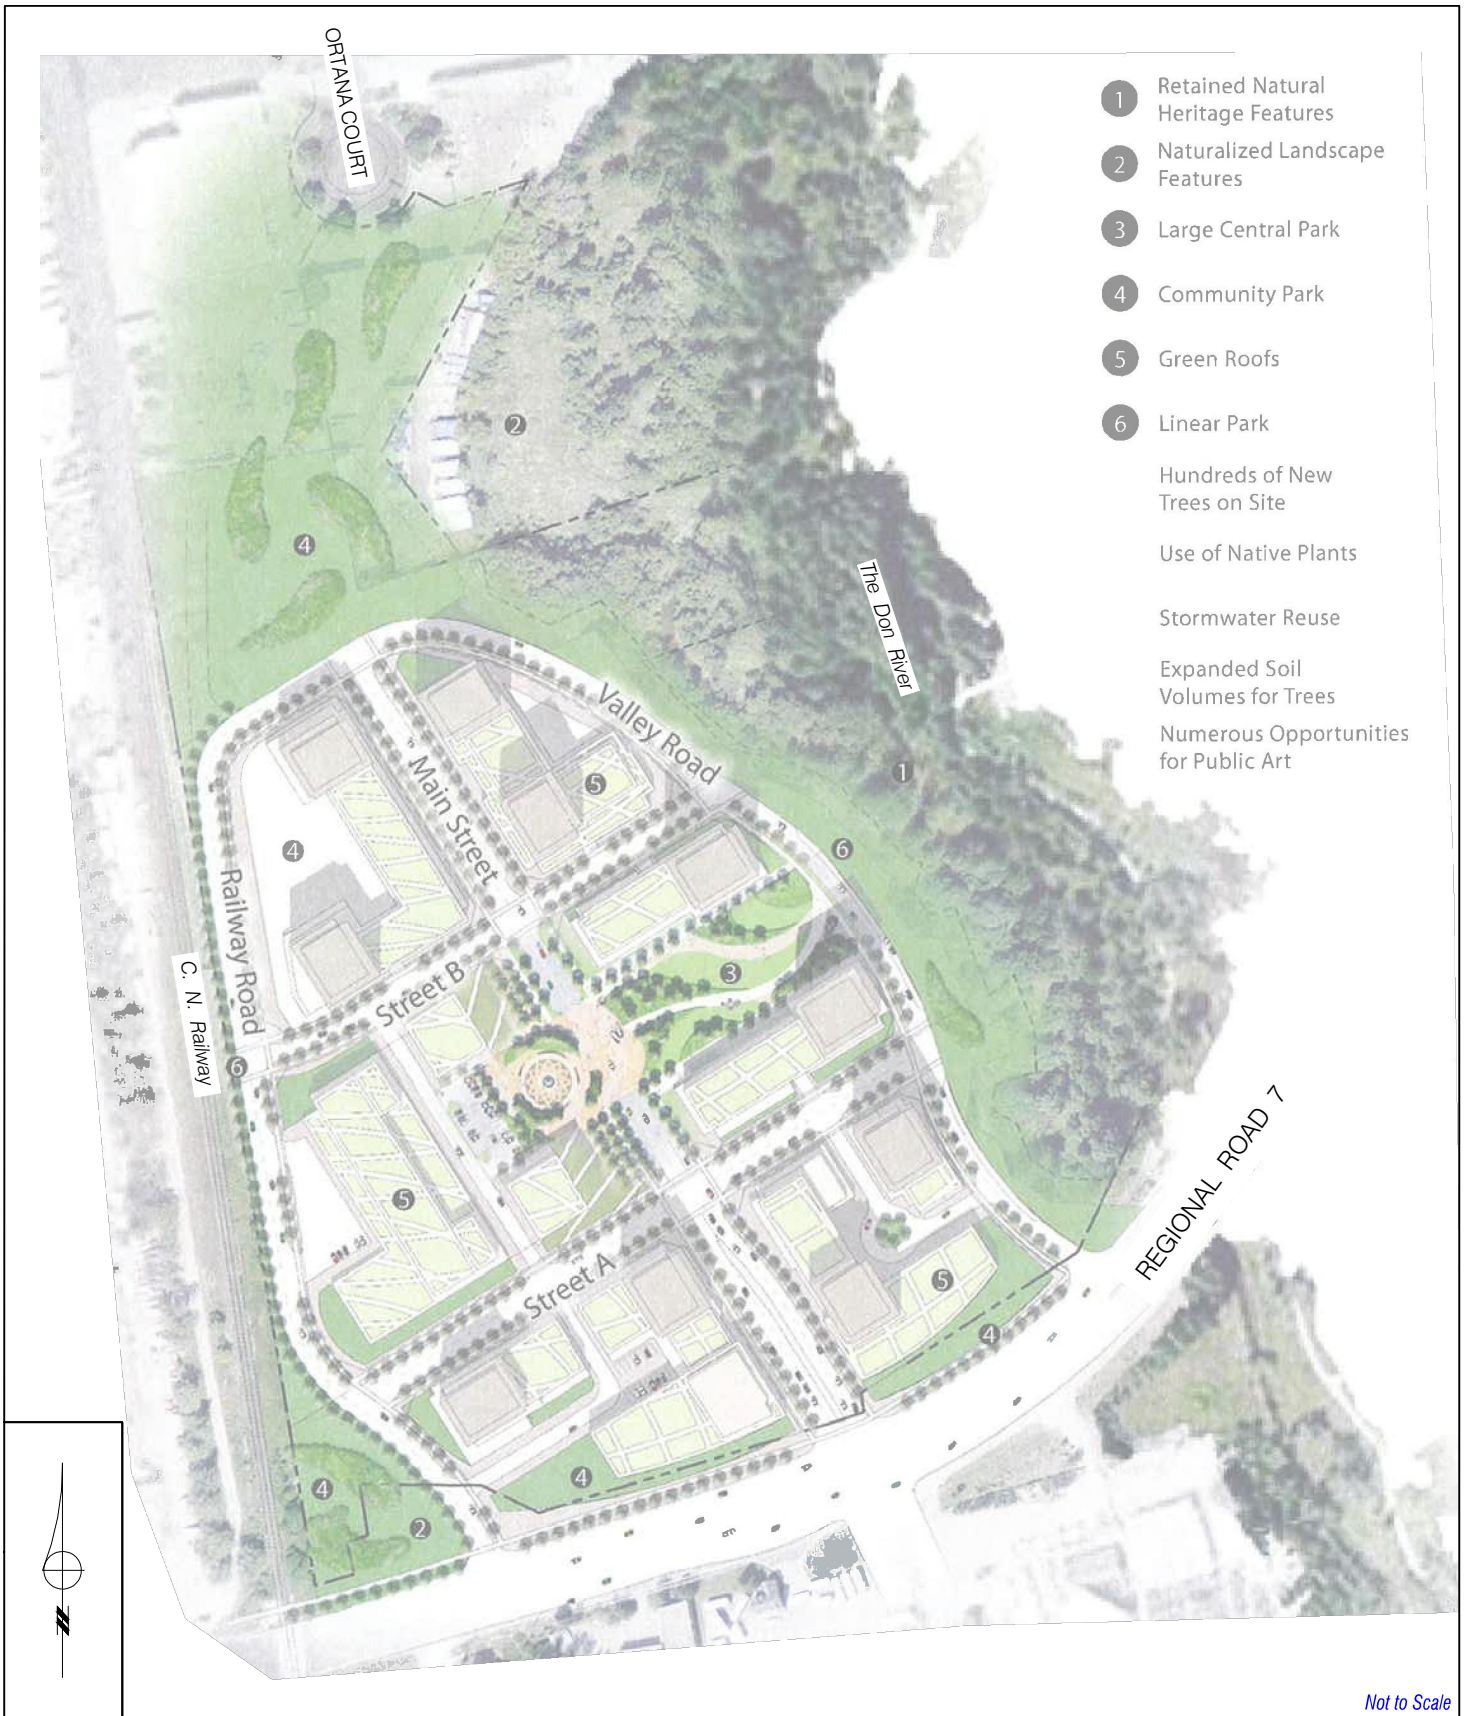 ORTANA COURT
1 Retained Natural
Heritage Features
2 Naturalized Landscape
Features
3 Large Central Park
4 Community Park
5 Green Roofs
6 Linear Park
Hundreds of New
Trees on Site
Use of Native Plants
Stormwater Reuse
Expanded Soil
Volumes for Trees
Numerous Opportunities
for Public Art
2
4
The Don River
Valley Road
1
Main Street
5
6
4
Railway Road
3
Street B
C. N. Railway
6
REGIONAL ROAD 7
5
Street A
5
4
4
4
2
N
Not to Scale